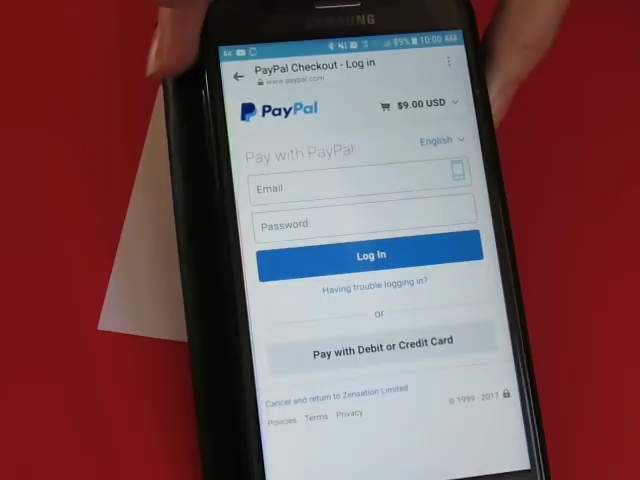 SAMSUNG
89% 10:00 AM
PayPal Checkout - Log in
www.paypal.com
PayPal $9.00 USD
Pay with PayPal English
Email
Password
Log In
Having trouble logging in?
or
Pay with Debit or Credit Card
Cancel and return to Zensation Limited
Policies Terms Privacy © 1999 - 2017